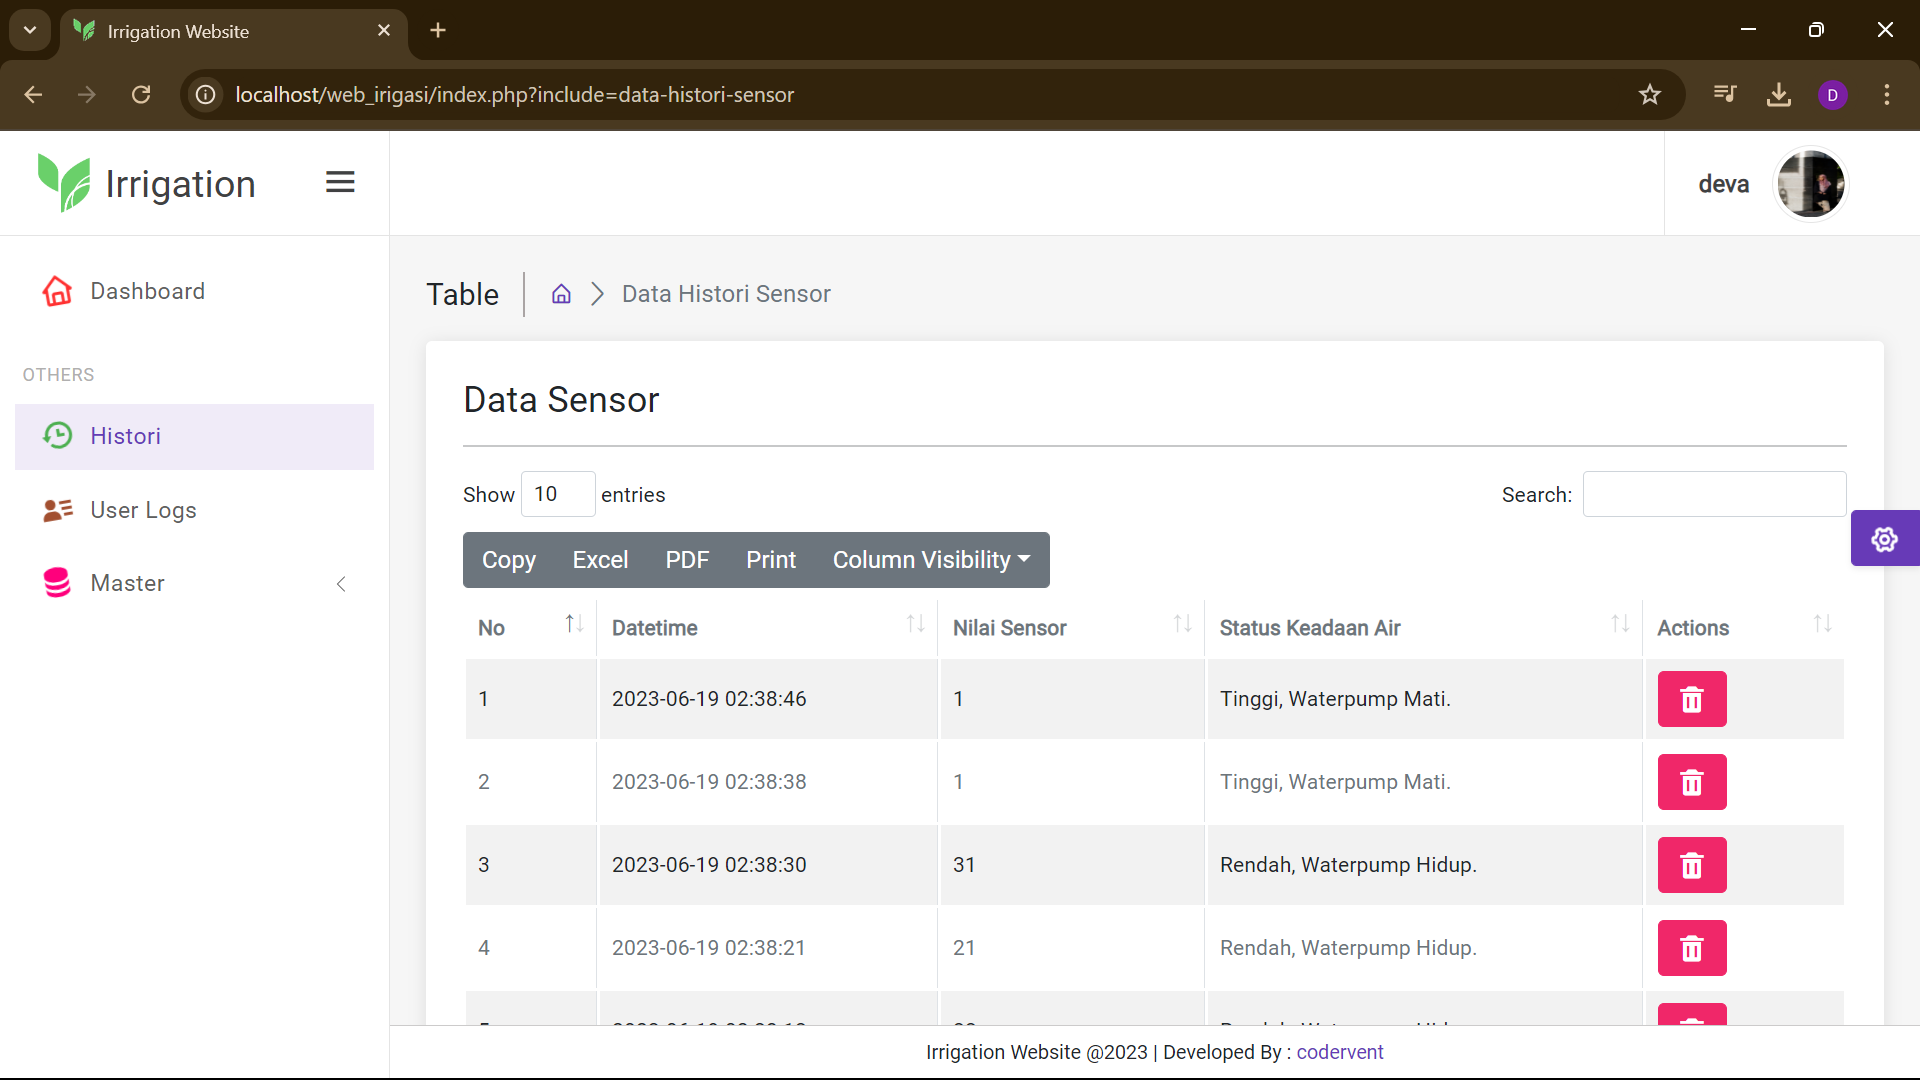 Irrigation Website
localhost/web_irigasi/index.php?include=data-histori-sensor
D
Irrigation
deva
Dashboard
OTHERS
Histori
User Logs
Master
Table
Data Histori Sensor
Data Sensor
Show 10 entries
Search:
Copy Excel PDF Print Column Visibility
No Datetime Nilai Sensor Status Keadaan Air Actions
1 2023-06-19 02:38:46 1 Tinggi, Waterpump Mati.
2 2023-06-19 02:38:38 1 Tinggi, Waterpump Mati.
3 2023-06-19 02:38:30 31 Rendah, Waterpump Hidup.
4 2023-06-19 02:38:21 21 Rendah, Waterpump Hidup.
Irrigation Website @2023 | Developed By : codervent